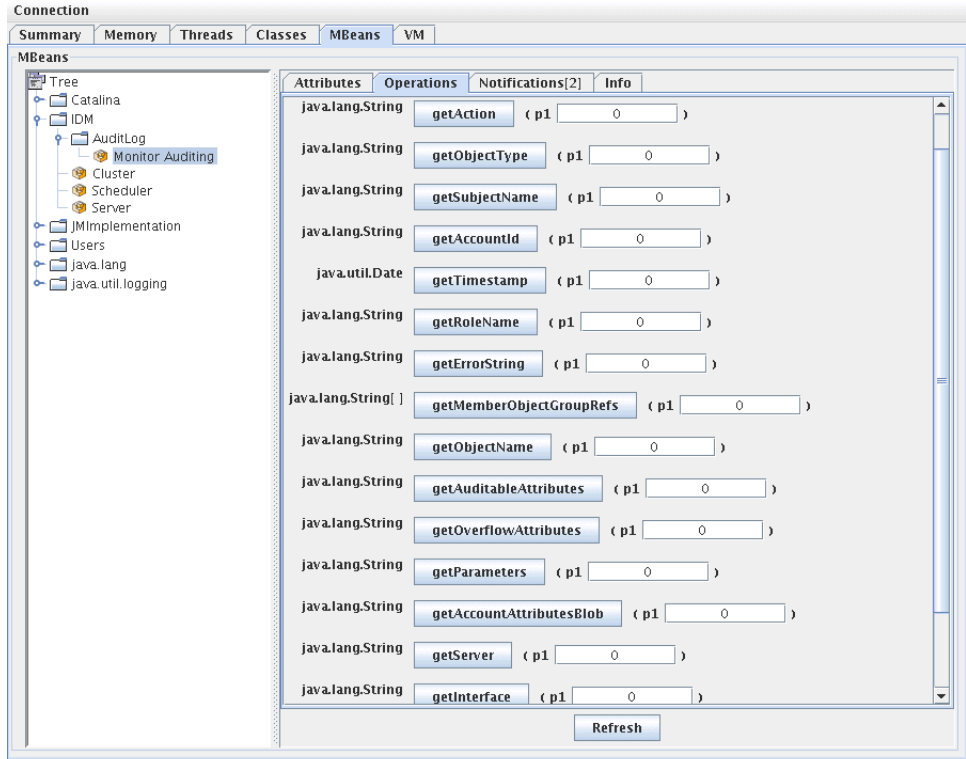 Connection
Summary Memory Threads Classes MBeans VM
MBeans
Tree
Catalina
IDM
AuditLog
Monitor Auditing
Cluster
Scheduler
Server
JMImplementation
Users
java.lang
java.util.logging
Attributes Operations Notifications[2] Info
java.lang.String getAction ( p1 0 )
java.lang.String getObjectType ( p1 0 )
java.lang.String getSubjectName ( p1 0 )
java.lang.String getAccountId ( p1 0 )
java.util.Date getTimestamp ( p1 0 )
java.lang.String getRoleName ( p1 0 )
java.lang.String getErrorString ( p1 0 )
java.lang.String[ ] getMemberObjectGroupRefs ( p1 0 )
java.lang.String getObjectName ( p1 0 )
java.lang.String getAuditableAttributes ( p1 0 )
java.lang.String getOverflowAttributes ( p1 0 )
java.lang.String getParameters ( p1 0 )
java.lang.String getAccountAttributesBlob ( p1 0 )
java.lang.String getServer ( p1 0 )
java.lang.String getInterface ( p1 0 )
Refresh